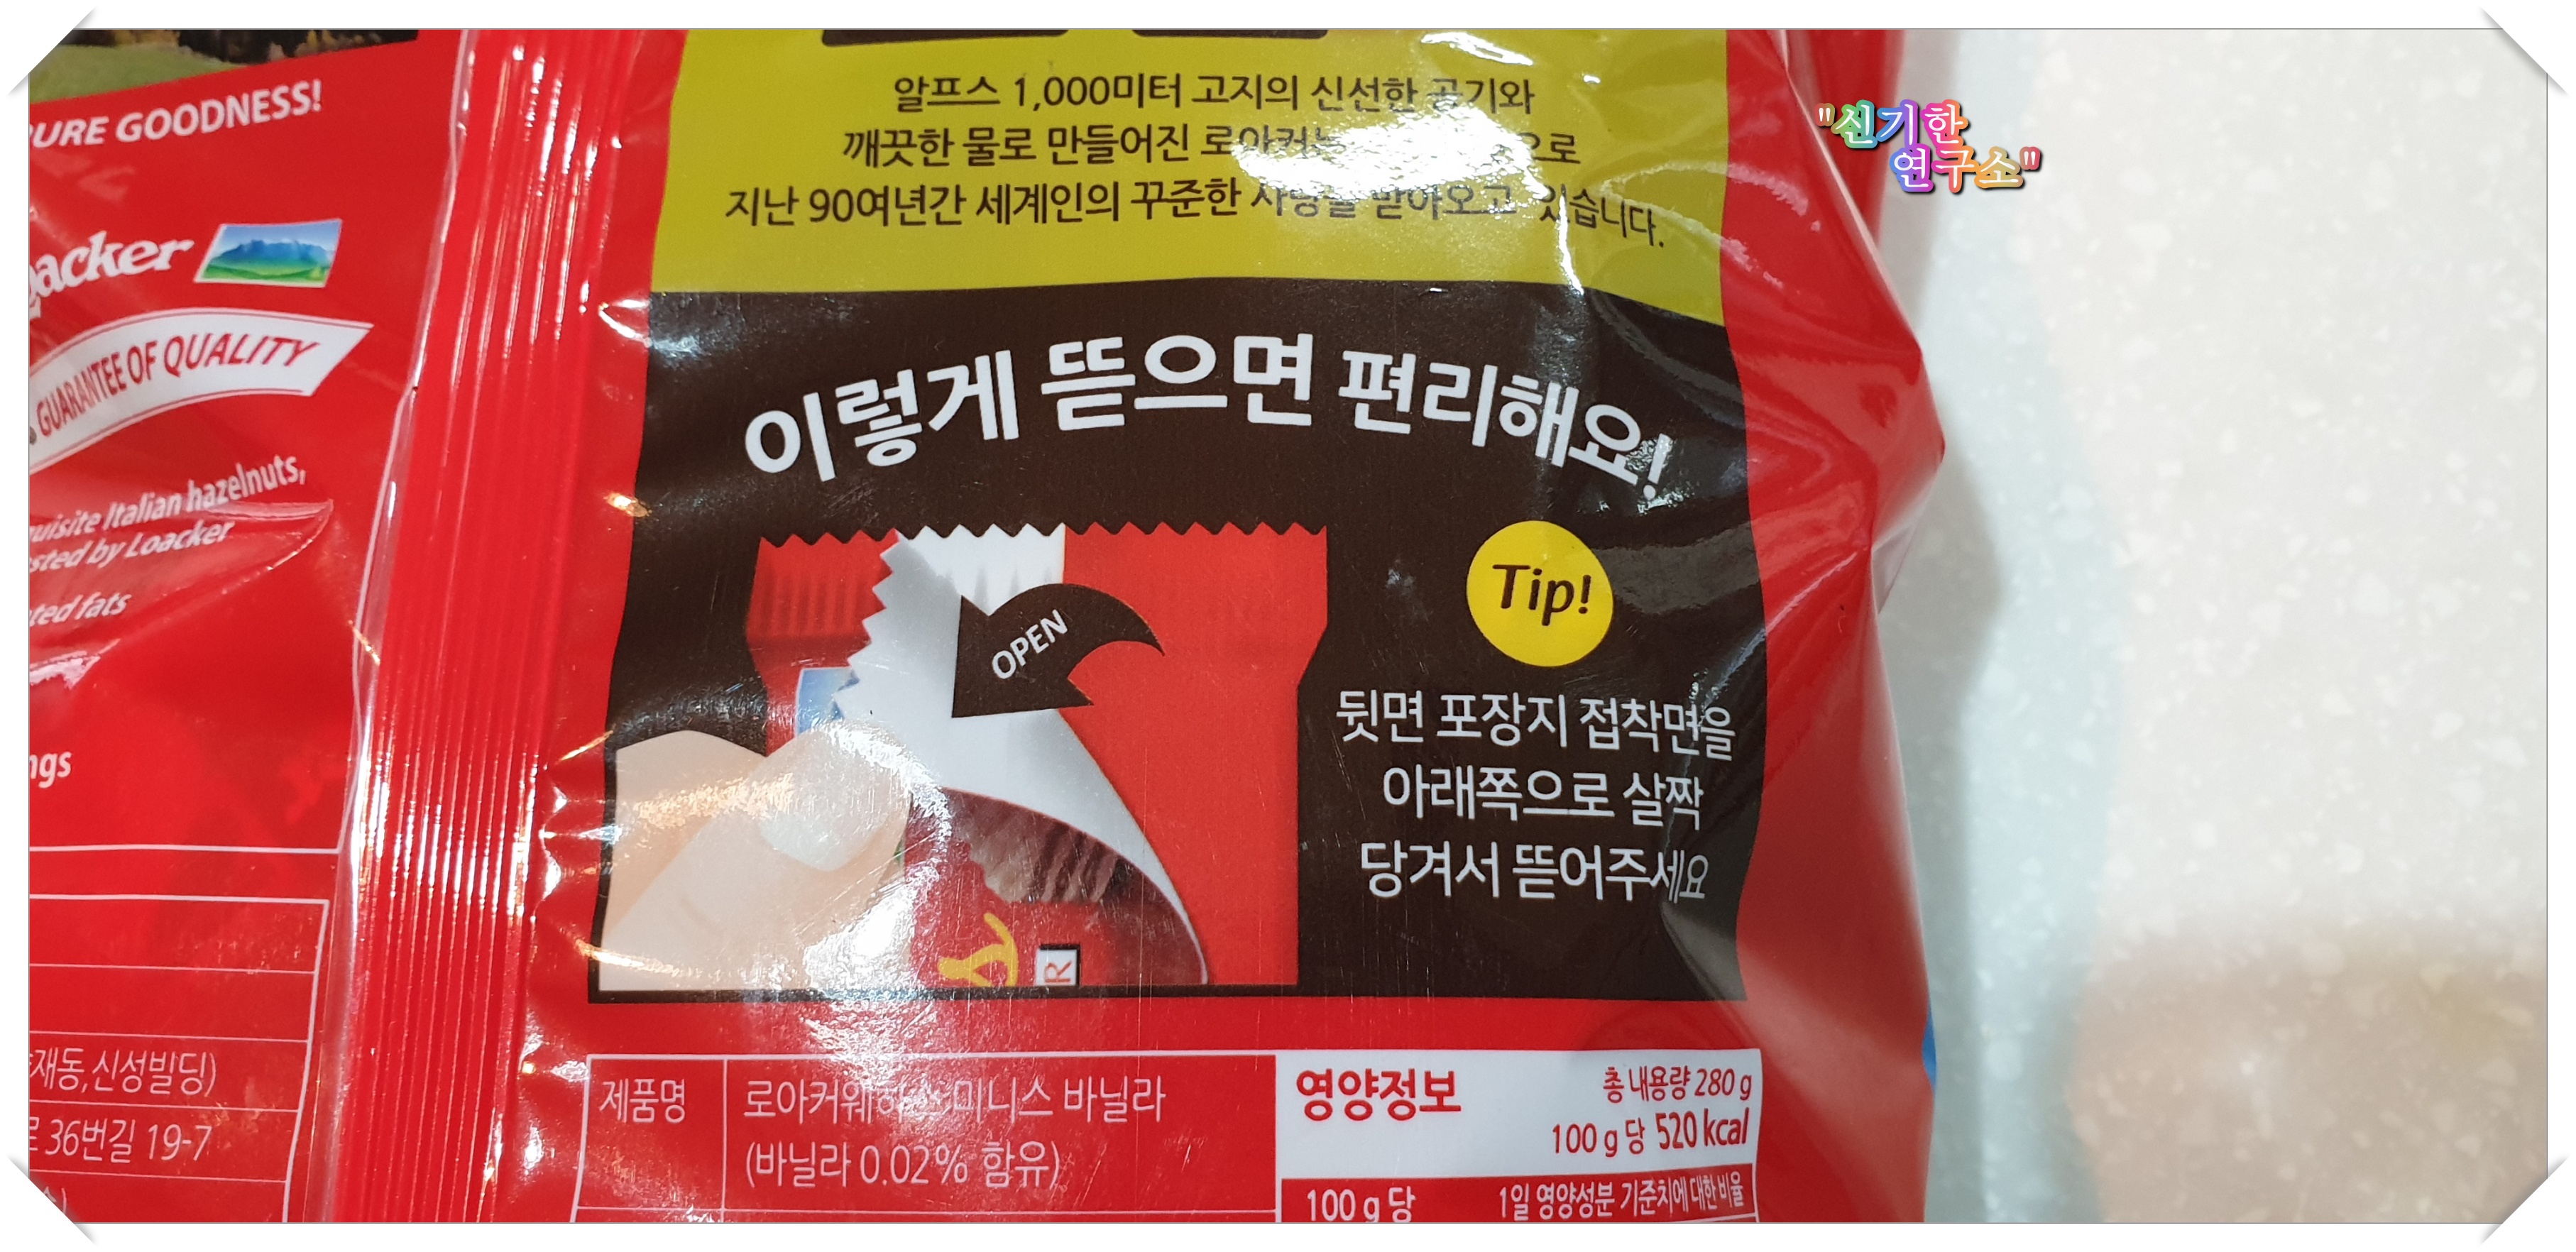 URE GOODNESS!
Loacker
GUARANTEE OF QUALITY
Italian hazelnuts,
by Loacker
fats
재동,신성빌딩)
36번길 19-7
알프스 1,000미터 고지의 신선한 공기와
깨끗한 물로 만들어진
지난 90여년간 세계인의 꾸준한 사랑을 받아오고 있습니다.
이렇게 뜯으면 편리해요!
OPEN
Tip!
뒷면 포장지 접착면을
아래쪽으로 살짝
당겨서 뜯어주세요
R
제품명
로아커웨하스 미니스 바닐라
(바닐라 0.02% 함유)
영양정보
총 내용량 280 g
100 g 당 520 kcal
100 g 당
1일 영양성분 기준치에 대한 비율
"신기한
연구소"